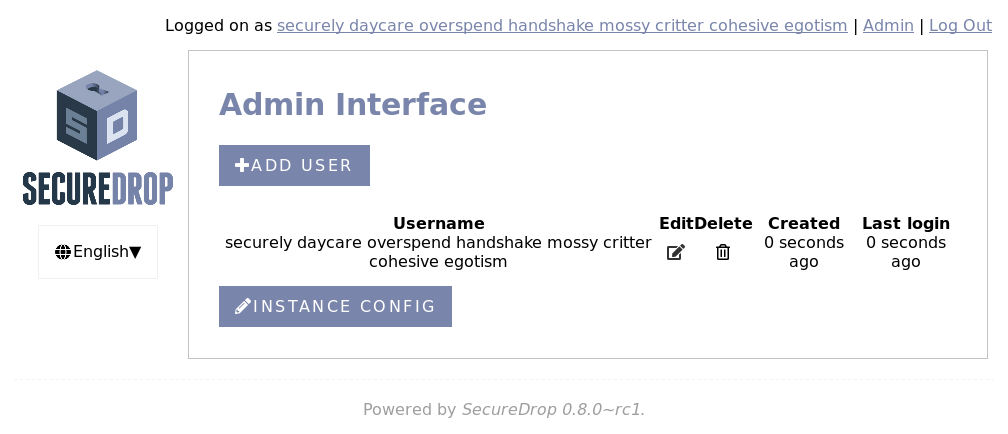 Logged on as securely daycare overspend handshake mossy critter cohesive egotism | Admin | Log Out
SD
SECUREDROP
English▼
Admin Interface
ADD USER
Username Edit Delete Created Last login
securely daycare overspend handshake mossy critter cohesive egotism 0 seconds ago 0 seconds ago
INSTANCE CONFIG
Powered by SecureDrop 0.8.0~rc1.